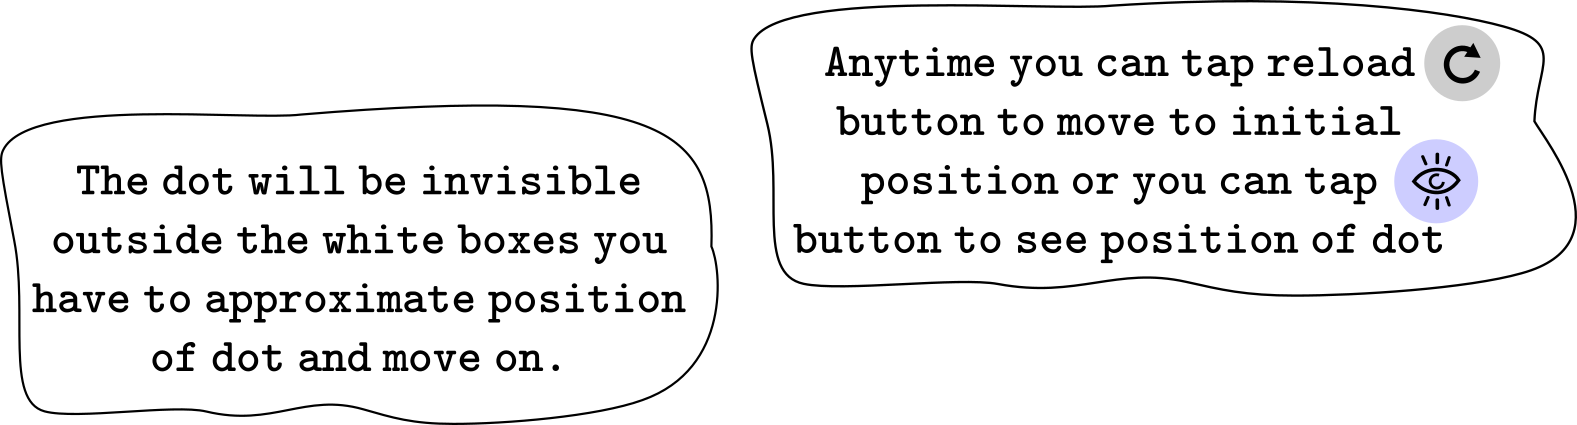 The dot will be invisible
outside the white boxes you
have to approximate position
of dot and move on.
Anytime you can tap reload
button to move to initial
position or you can tap
button to see position of dot